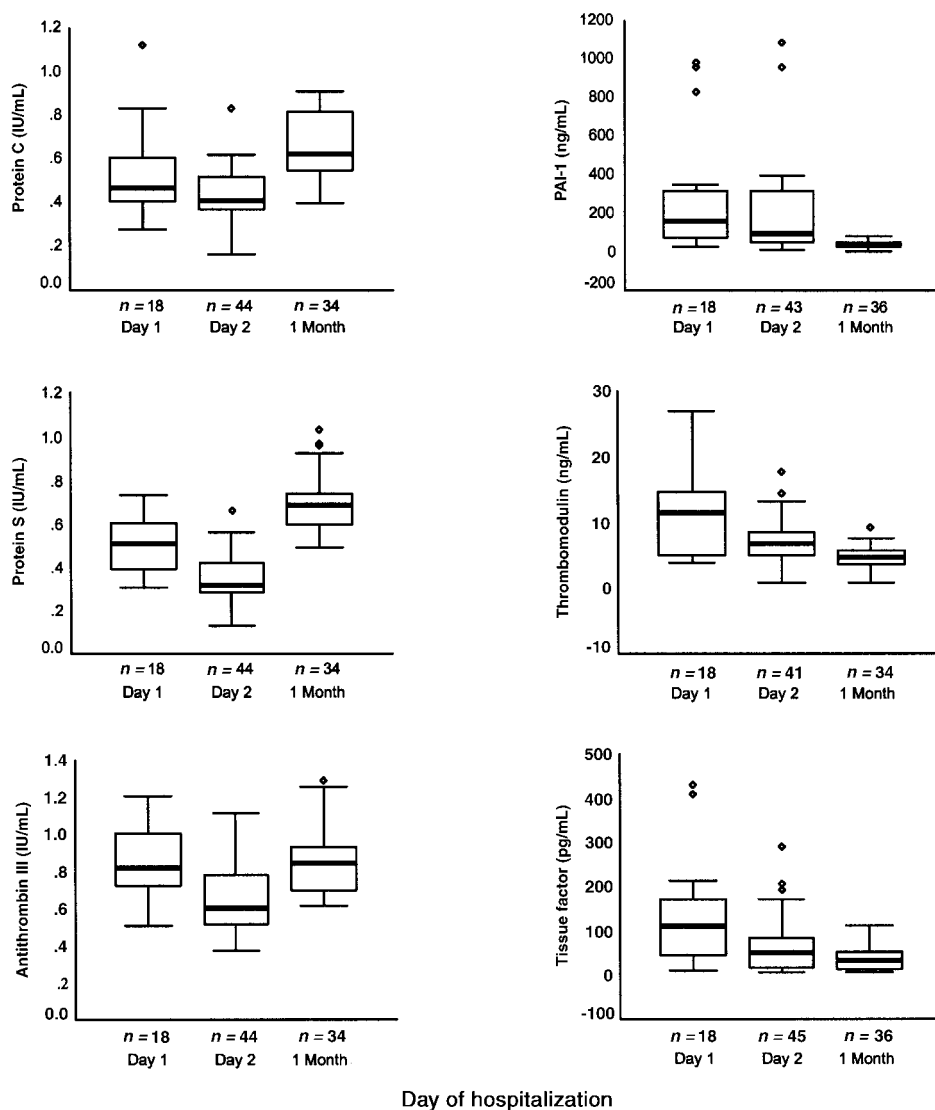 Protein C (IU/mL)
1.2
1.0
.8
.6
.4
.2
0.0
n = 18 n = 44 n = 34
Day 1 Day 2 1 Month
PAI-1 (ng/mL)
1200
1000
800
600
400
200
0
-200
n = 18 n = 43 n = 36
Day 1 Day 2 1 Month
Protein S (IU/mL)
1.2
1.0
.8
.6
.4
.2
0.0
n = 18 n = 44 n = 34
Day 1 Day 2 1 Month
Thrombomodulin (ng/mL)
30
20
10
0
-10
n = 18 n = 41 n = 34
Day 1 Day 2 1 Month
Antithrombin III (IU/mL)
1.4
1.2
1.0
.8
.6
.4
.2
0.0
n = 18 n = 44 n = 34
Day 1 Day 2 1 Month
Tissue factor (pg/mL)
500
400
300
200
100
0
-100
n = 18 n = 45 n = 36
Day 1 Day 2 1 Month
Day of hospitalization